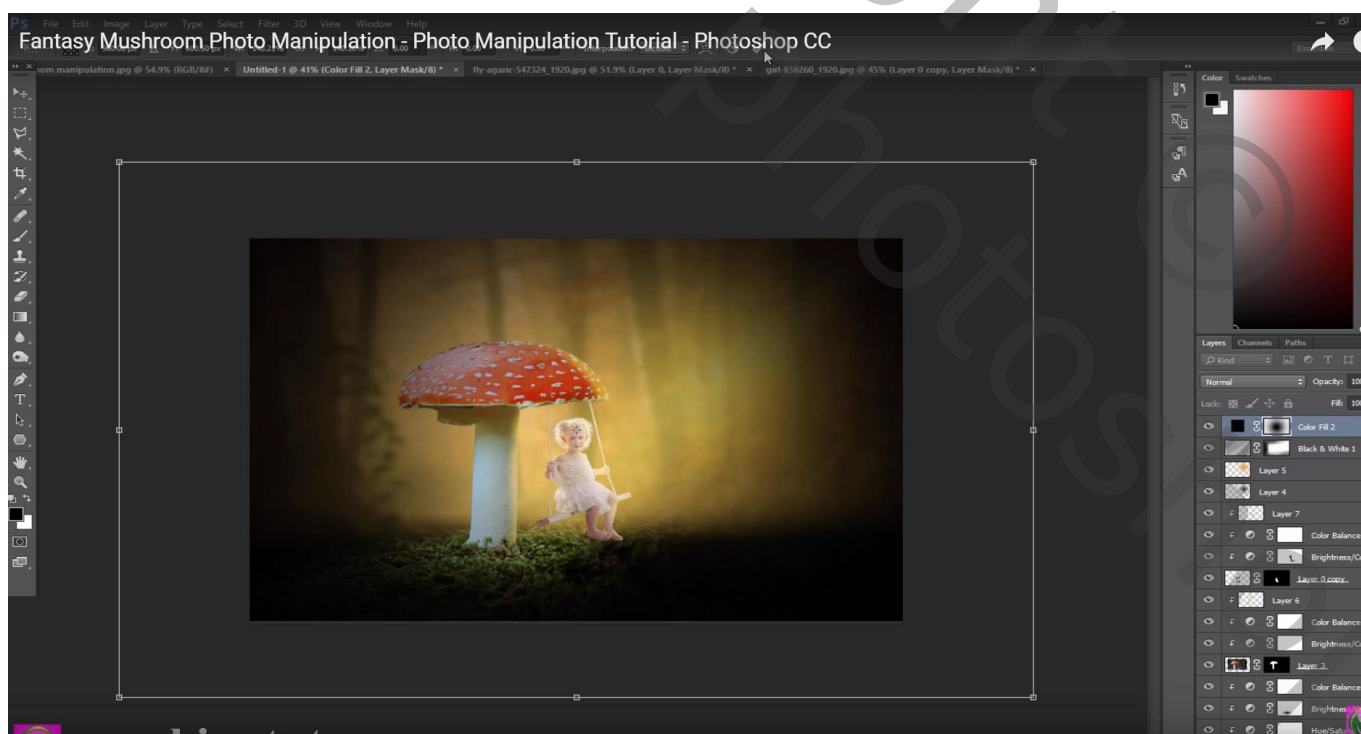 PS File Edit Image Layer Type Select Filter 3D View Window Help
Fantasy Mushroom Photo Manipulation - Photo Manipulation Tutorial - Photoshop CC
om manipulation.jpg @ 54.9% (RGB/8#) × Untitled-1 @ 41% (Color Fill 2, Layer Mask/8) * × fly-agaric-547324_1920.jpg @ 51.9% (Layer 0, Layer Mask/8) * × girl-838260_1920.jpg @ 45% (Layer 0 copy, Layer Mask/8) * ×
Color Swatches
Layers Channels Paths
Kind
Normal Opacity: 100
Lock: Fill: 100
Color Fill 2
Black & White 1
Layer 5
Layer 4
Layer 7
Color Balance
Brightness/C
Layer 0 copy
Layer 6
Color Balance
Brightness/C
Layer 3
Color Balance
Brightness
Hue/Satu
©
photosp